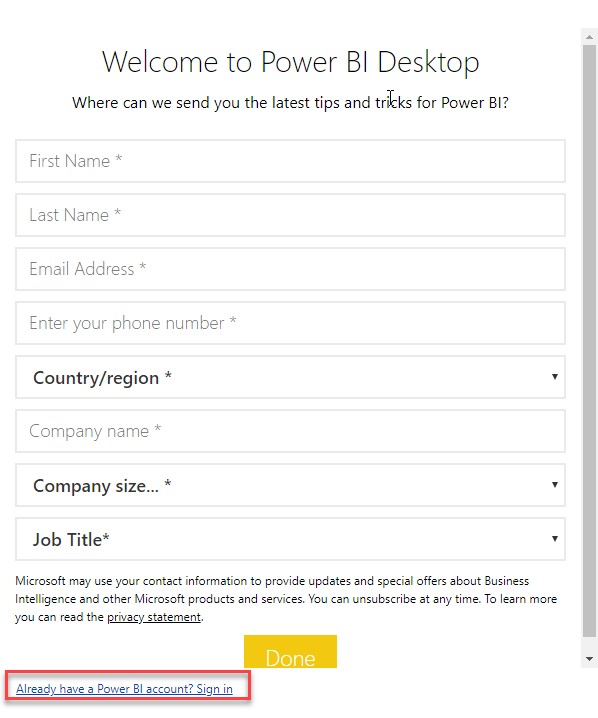 Welcome to Power BI Desktop
Where can we send you the latest tips and tricks for Power BI?
First Name *
Last Name *
Email Address *
Enter your phone number *
Country/region *
Company name *
Company size... *
Job Title*
Microsoft may use your contact information to provide updates and special offers about Business
Intelligence and other Microsoft products and services. You can unsubscribe at any time. To learn more
you can read the privacy statement.
Done
Already have a Power BI account? Sign in